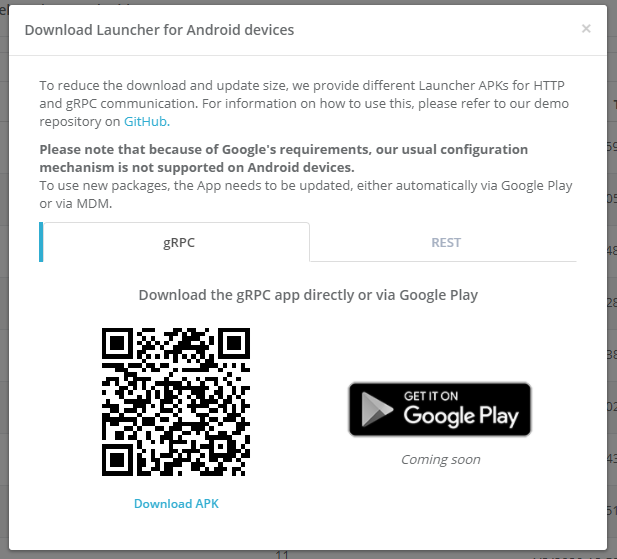 Download Launcher for Android devices
×
To reduce the download and update size, we provide different Launcher APKs for HTTP
and gRPC communication. For information on how to use this, please refer to our demo
repository on GitHub.
Please note that because of Google's requirements, our usual configuration
mechanism is not supported on Android devices.
To use new packages, the App needs to be updated, either automatically via Google Play
or via MDM.
gRPC
REST
Download the gRPC app directly or via Google Play
GET IT ON
Google Play
Coming soon
Download APK
11